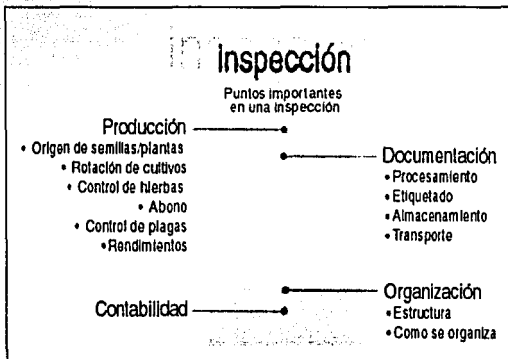 Inspección
Puntos importantes
en una inspección
Producción
• Origen de semillas/plantas
• Rotación de cultivos
• Control de hierbas
• Abono
• Control de plagas
•Rendimientos
Documentación
•Procesamiento
•Etiquetado
•Almacenamiento
•Transporte
Contabilidad
Organización
•Estructura
•Como se organiza